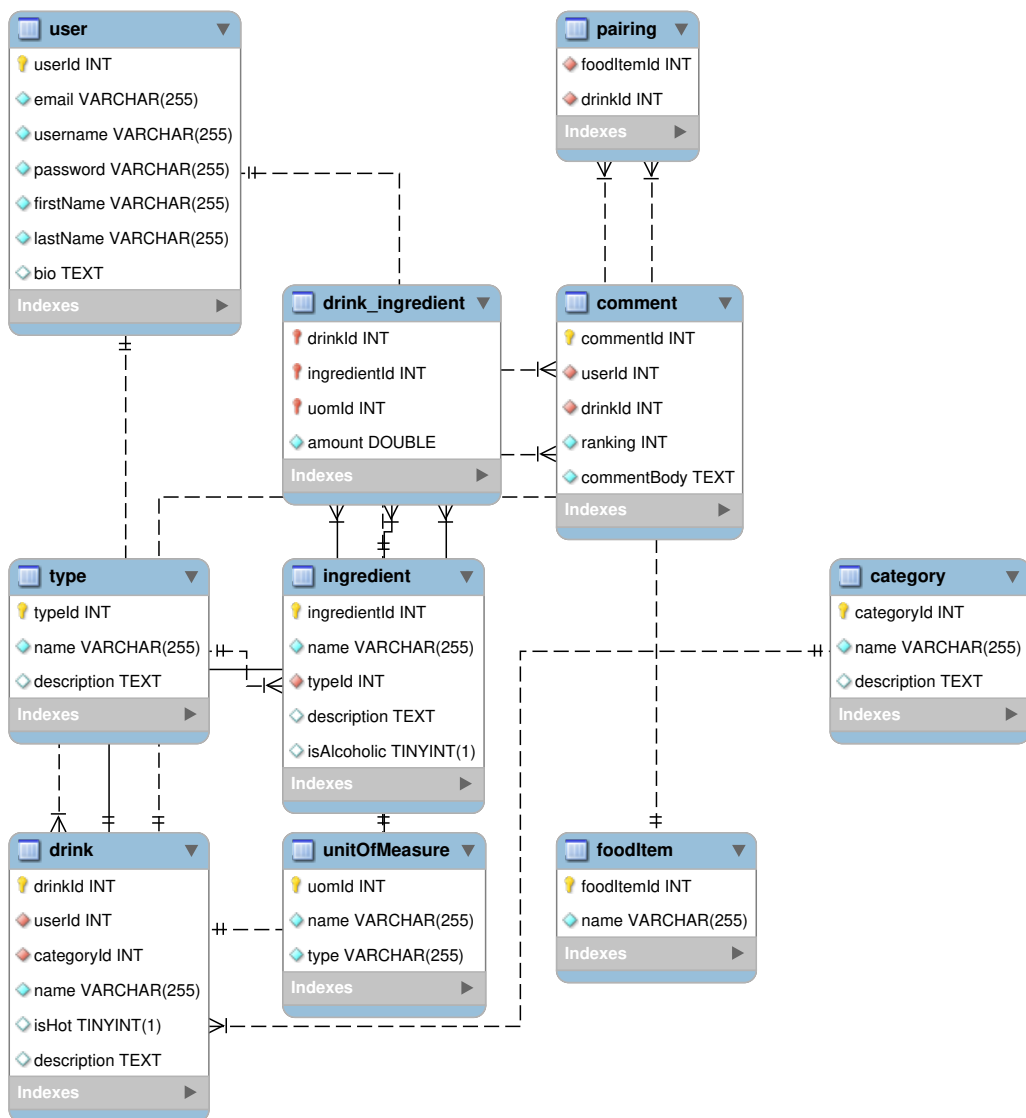 user
userId INT
email VARCHAR(255)
username VARCHAR(255)
password VARCHAR(255)
firstName VARCHAR(255)
lastName VARCHAR(255)
bio TEXT
Indexes
pairing
foodItemId INT
drinkId INT
Indexes
drink_ingredient
drinkId INT
ingredientId INT
uomId INT
amount DOUBLE
Indexes
comment
commentId INT
userId INT
drinkId INT
ranking INT
commentBody TEXT
Indexes
type
typeId INT
name VARCHAR(255)
description TEXT
Indexes
ingredient
ingredientId INT
name VARCHAR(255)
typeId INT
description TEXT
isAlcoholic TINYINT(1)
Indexes
category
categoryId INT
name VARCHAR(255)
description TEXT
Indexes
drink
drinkId INT
userId INT
categoryId INT
name VARCHAR(255)
isHot TINYINT(1)
description TEXT
Indexes
unitOfMeasure
uomId INT
name VARCHAR(255)
type VARCHAR(255)
Indexes
foodItem
foodItemId INT
name VARCHAR(255)
Indexes